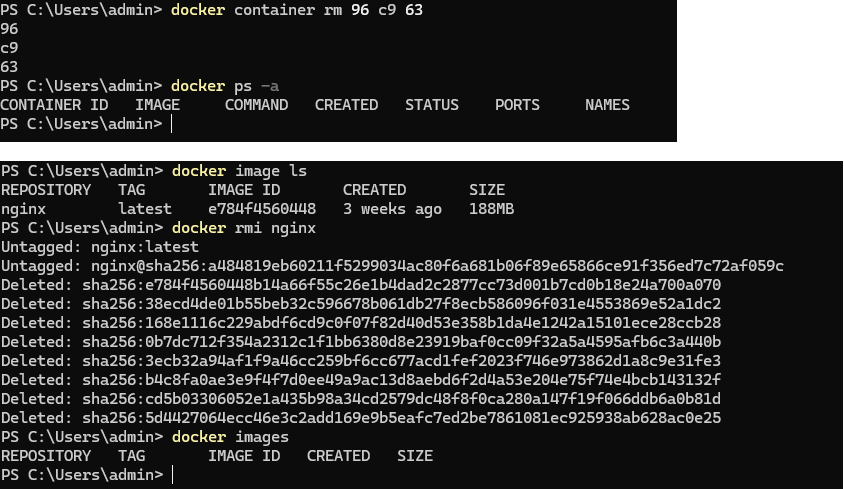 PS C:\Users\admin> docker container rm 96 c9 63
96
c9
63
PS C:\Users\admin> docker ps -a
CONTAINER ID   IMAGE     COMMAND   CREATED   STATUS    PORTS     NAMES
PS C:\Users\admin>
PS C:\Users\admin> docker image ls
REPOSITORY   TAG       IMAGE ID       CREATED       SIZE
nginx        latest    e784f4560448   3 weeks ago   188MB
PS C:\Users\admin> docker rmi nginx
Untagged: nginx:latest
Untagged: nginx@sha256:a484819eb60211f5299034ac80f6a681b06f89e65866ce91f356ed7c72af059c
Deleted: sha256:e784f4560448b14a66f55c26e1b4dad2c2877cc73d001b7cd0b18e24a700a070
Deleted: sha256:38ecd4de01b55beb32c596678b061db27f8ecb586096f031e4553869e52a1dc2
Deleted: sha256:168e1116c229abdf6cd9c0f07f82d40d53e358b1da4e1242a15101ece28ccb28
Deleted: sha256:0b7dc712f354a2312c1f1bb6380d8e23919baf0cc09f32a5a4595afb6c3a440b
Deleted: sha256:3ecb32a94af1f9a46cc259bf6cc677acd1fef2023f746e973862d1a8c9e31fe3
Deleted: sha256:b4c8fa0ae3e9f4f7d0ee49a9ac13d8aebd6f2d4a53e204e75f74e4bcb143132f
Deleted: sha256:cd5b03306052e1a435b98a34cd2579dc48f8f0ca280a147f19f066ddb6a0b81d
Deleted: sha256:5d4427064ecc46e3c2add169e9b5eafc7ed2be7861081ec925938ab628ac0e25
PS C:\Users\admin> docker images
REPOSITORY   TAG       IMAGE ID   CREATED   SIZE
PS C:\Users\admin>